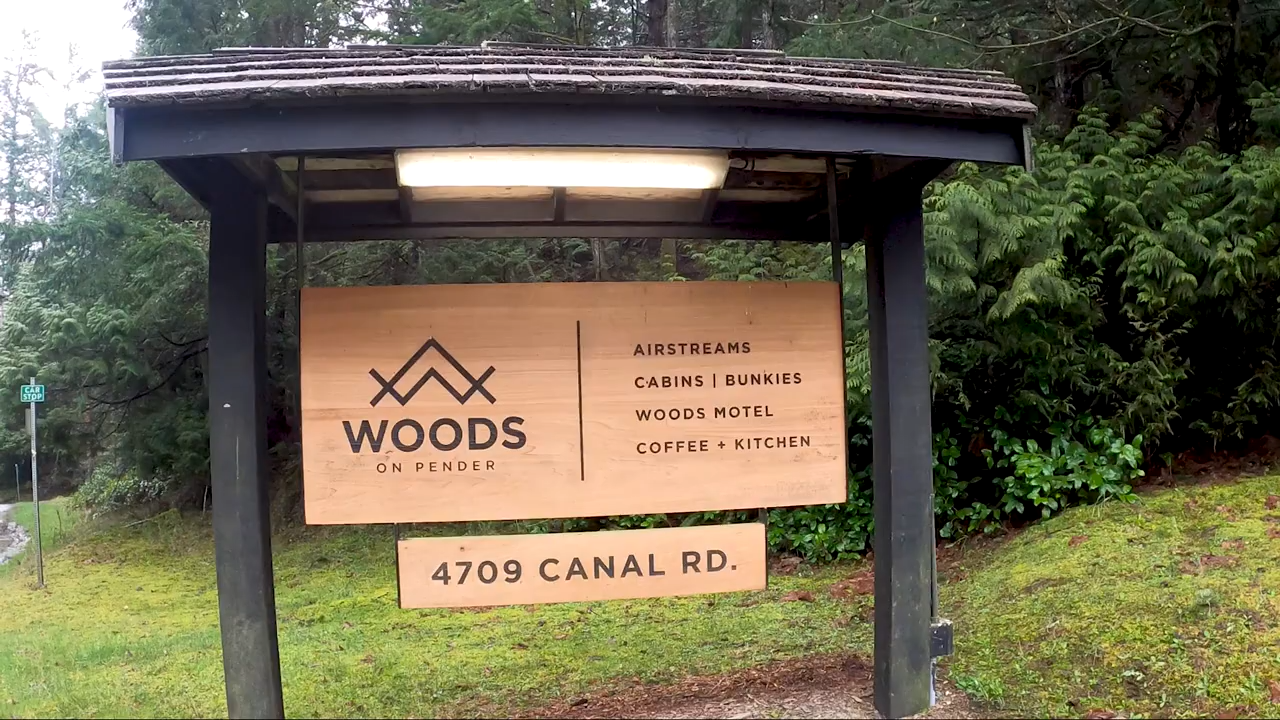 CAR
STOP
WOODS
ON PENDER
AIRSTREAMS
CABINS | BUNKIES
WOODS MOTEL
COFFEE + KITCHEN
4709 CANAL RD.